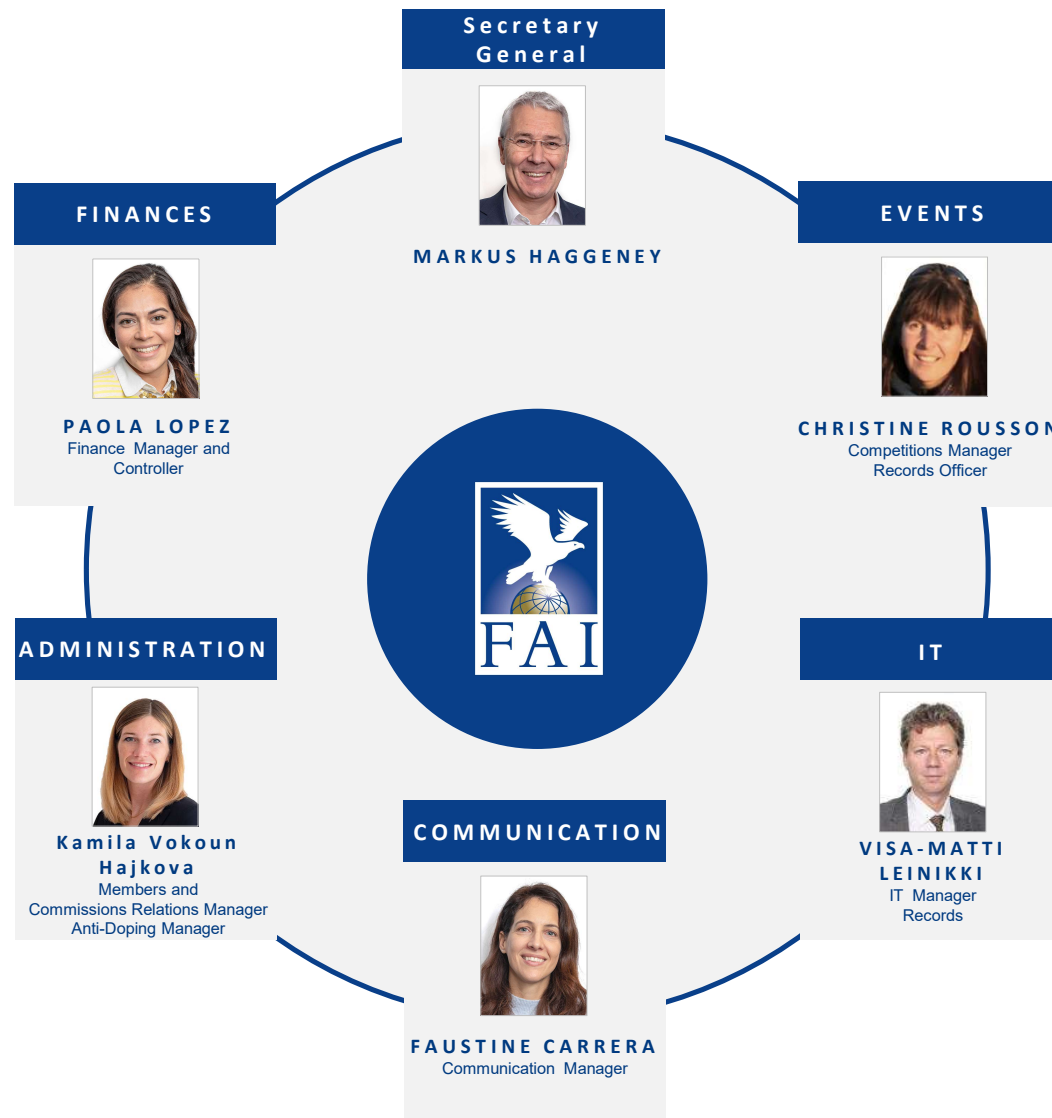 Secretary
General
MARKUS HAGGENEY
FINANCES
PAOLA LOPEZ
Finance Manager and
Controller
EVENTS
CHRISTINE ROUSSON
Competitions Manager
Records Officer
FAI
ADMINISTRATION
Kamila Vokoun
Hajkova
Members and
Commissions Relations Manager
Anti-Doping Manager
IT
VISA-MATTI
LEINIKKI
IT Manager
Records
COMMUNICATION
FAUSTINE CARRERA
Communication Manager